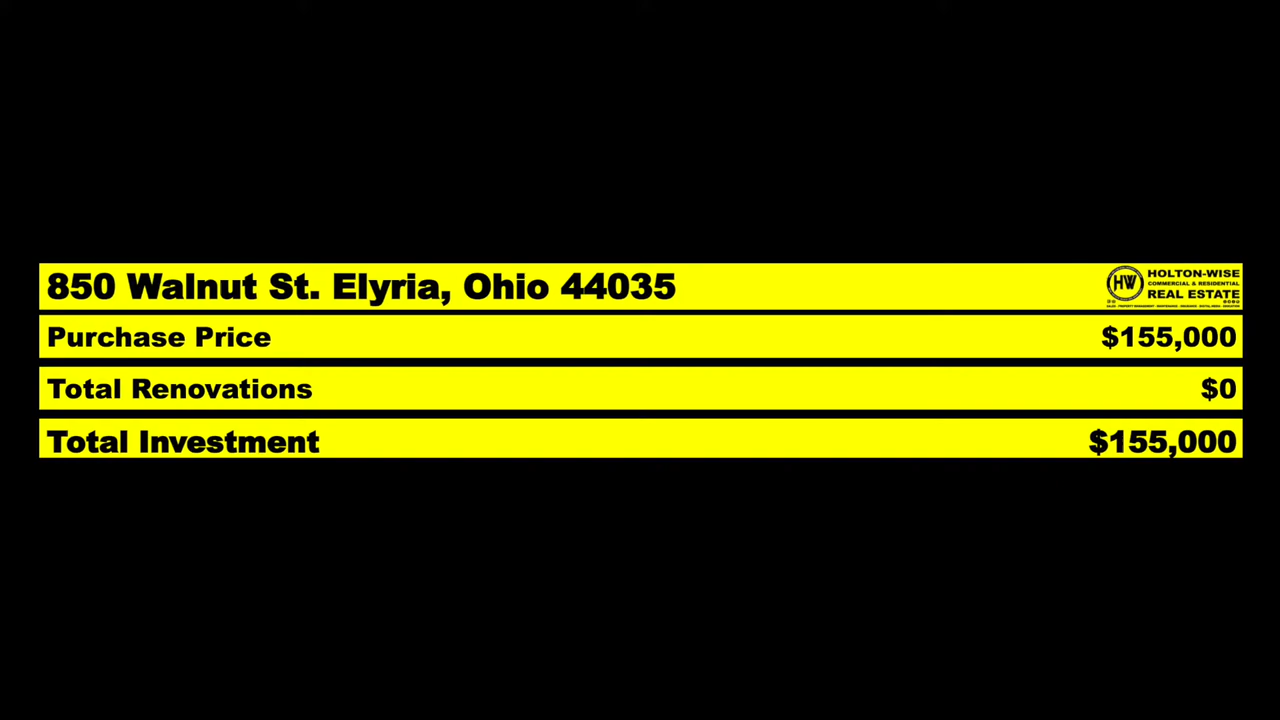 850 Walnut St. Elyria, Ohio 44035
HW
HOLTON-WISE
COMMERCIAL & RESIDENTIAL
REAL ESTATE
Purchase Price $155,000
Total Renovations $0
Total Investment $155,000